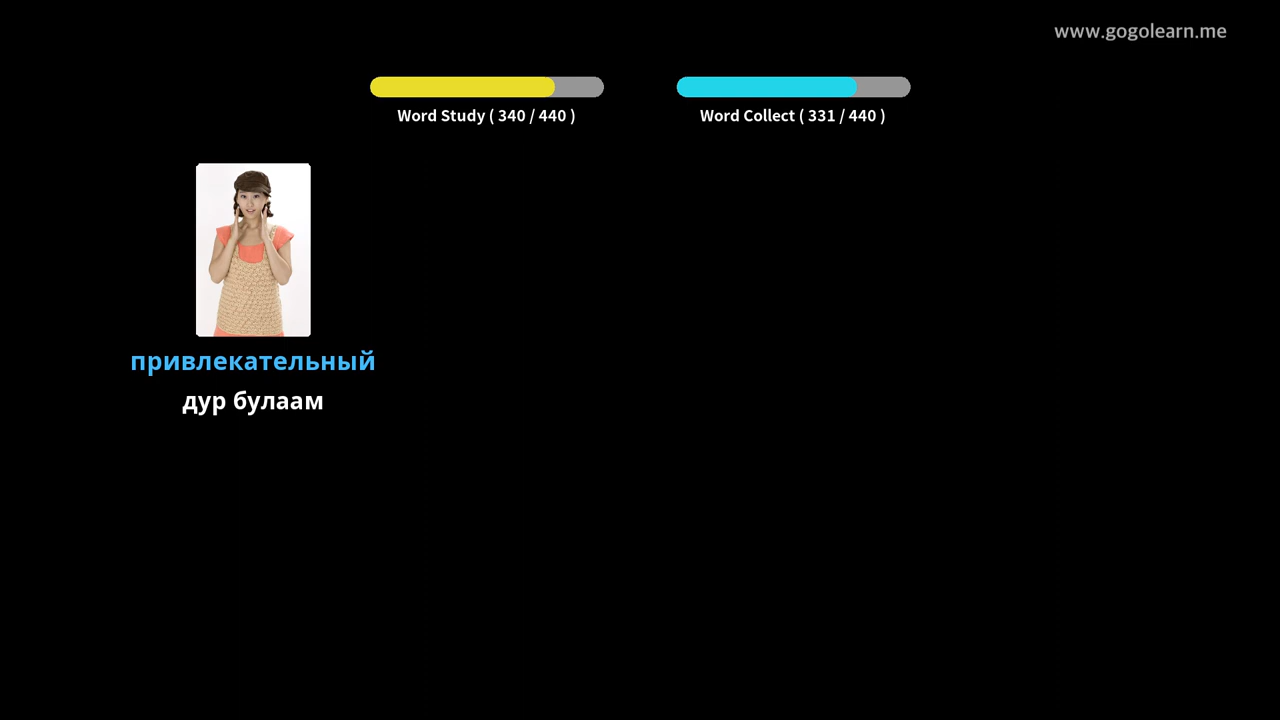 www.gogolearn.me
Word Study ( 340 / 440 )
Word Collect ( 331 / 440 )
привлекательный
дур булаам